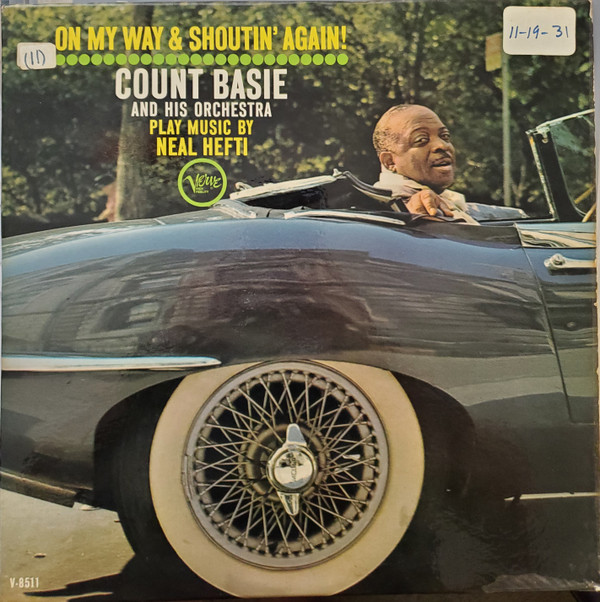 ON MY WAY & SHOUTIN' AGAIN!
(11)
11-19-31
COUNT BASIE
AND HIS ORCHESTRA
PLAY MUSIC BY
NEAL HEFTI
Verve
V-8511